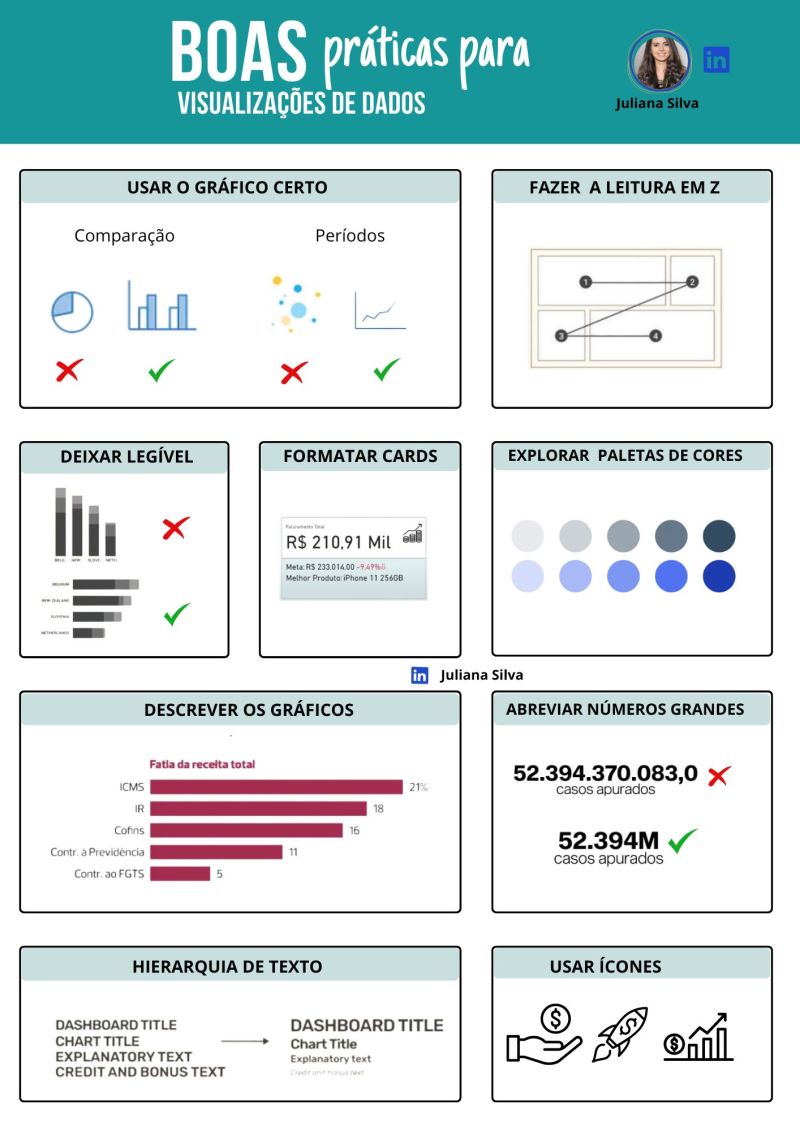 BOAS práticas para
VISUALIZAÇÕES DE DADOS
in
Juliana Silva
USAR O GRÁFICO CERTO
Comparação
Períodos
FAZER A LEITURA EM Z
1
2
3
4
DEIXAR LEGÍVEL
BELG. NEW- SLOVE NETH.
BELGIUM
NEW-ZEALAND
SLOVENIA
NETHERLANDS
FORMATAR CARDS
Faturamento Total
R$ 210,91 Mil
Meta: R$ 233.014.00 -9,49%
Melhor Produto: iPhone 11 256GB
EXPLORAR PALETAS DE CORES
in Juliana Silva
DESCREVER OS GRÁFICOS
Fatia da receita total
ICMS 21%
IR 18
Cofins 16
Contr. à Previdência 11
Contr. ao FGTS 5
ABREVIAR NÚMEROS GRANDES
52.394.370.083,0
casos apurados
52.394M
casos apurados
HIERARQUIA DE TEXTO
DASHBOARD TITLE
CHART TITLE
EXPLANATORY TEXT
CREDIT AND BONUS TEXT
DASHBOARD TITLE
Chart Title
Explanatory text
Credit and bonus text
USAR ÍCONES
$
$
$